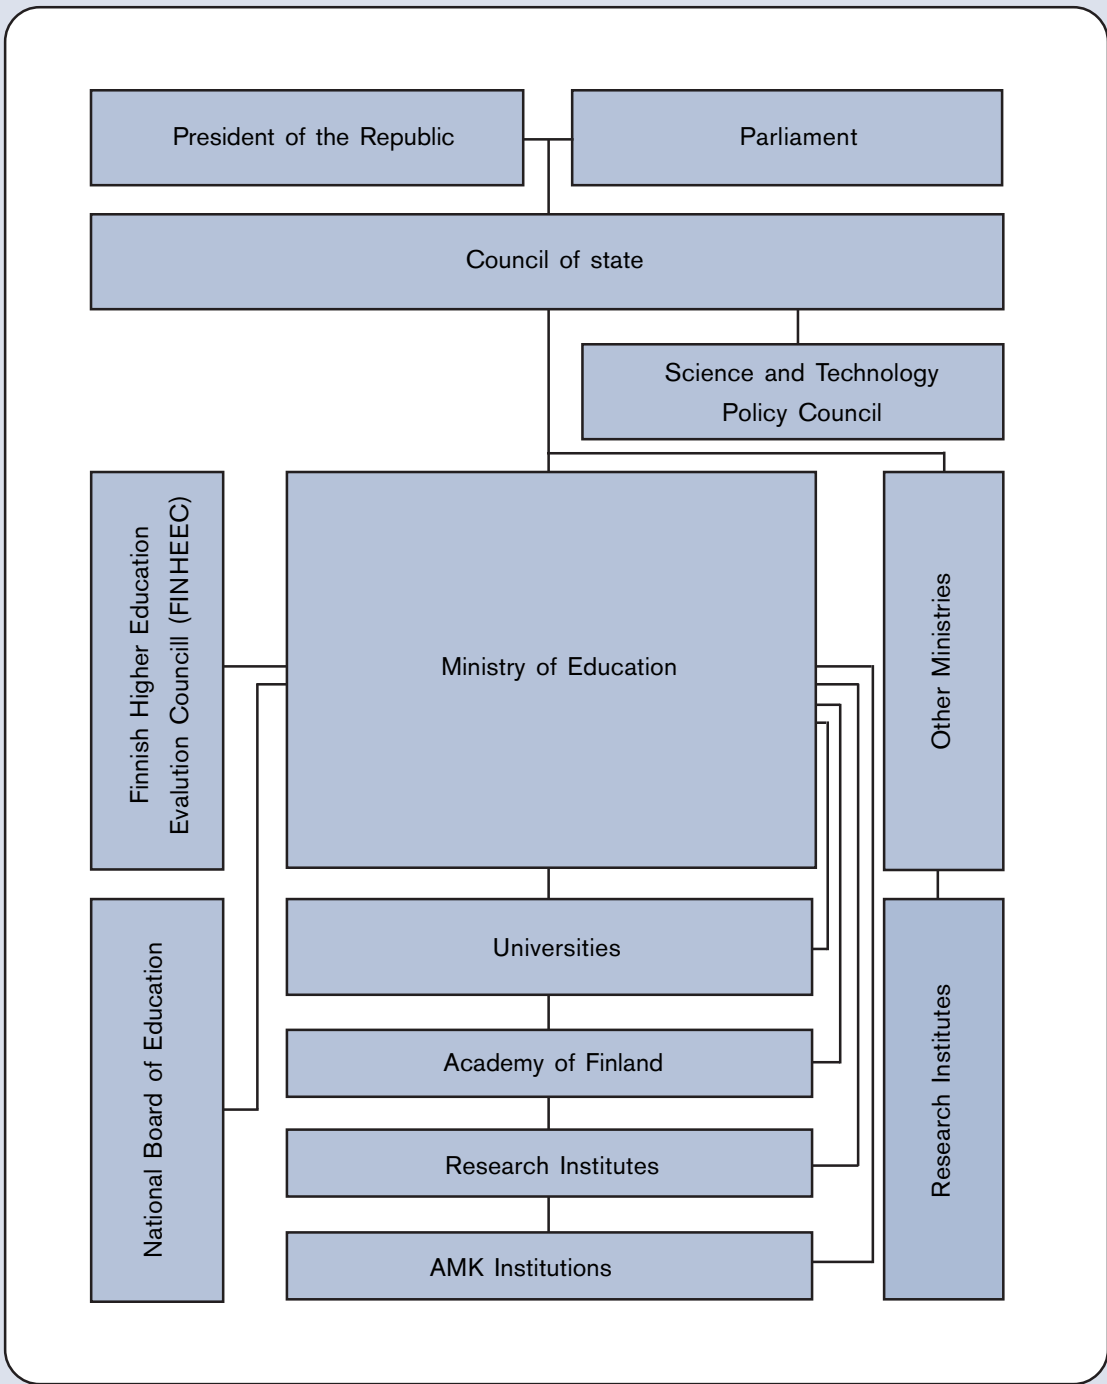 President of the Republic
Parliament
Council of state
Science and Technology
Policy Council
Finnish Higher Education
Evalution Councill (FINHEEC)
Ministry of Education
Other Ministries
National Board of Education
Universities
Academy of Finland
Research Institutes
AMK Institutions
Research Institutes